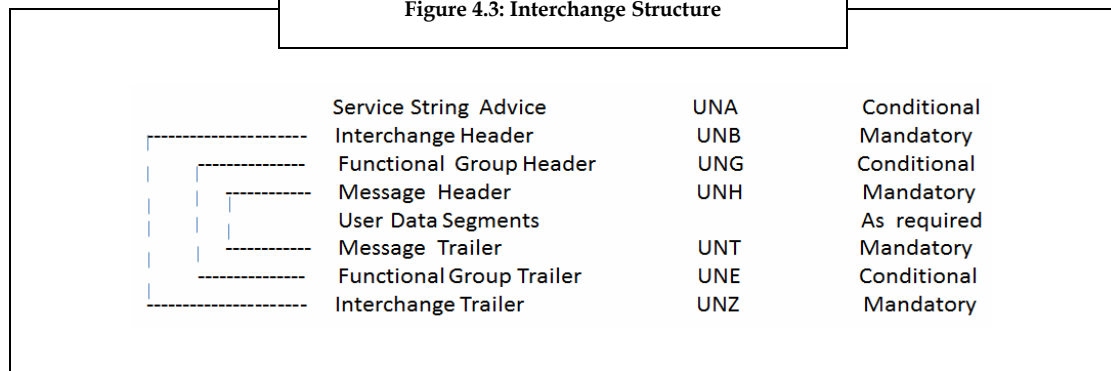 Figure 4.3: Interchange Structure
Service String Advice UNA Conditional
Interchange Header UNB Mandatory
Functional Group Header UNG Conditional
Message Header UNH Mandatory
User Data Segments As required
Message Trailer UNT Mandatory
Functional Group Trailer UNE Conditional
Interchange Trailer UNZ Mandatory